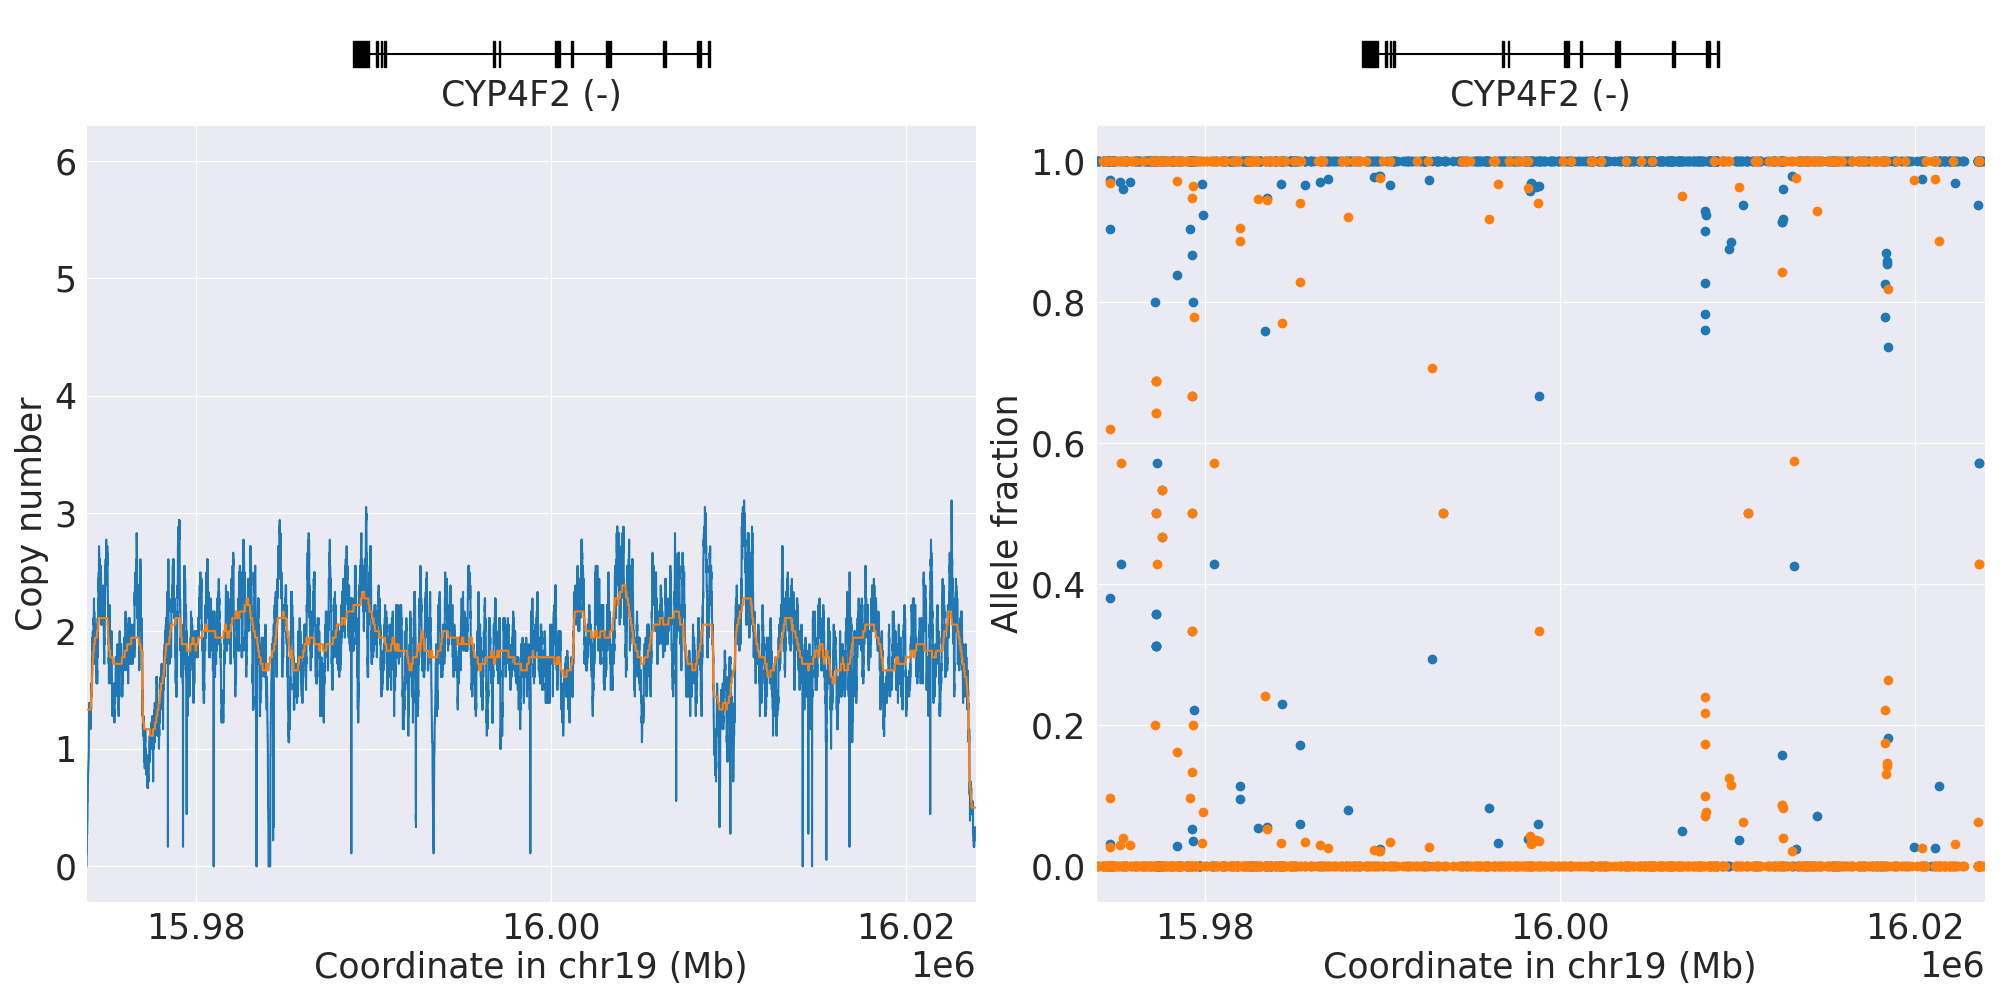 CYP4F2 (-)
6
5
4
3
2
1
0
Copy number
15.98
16.00
16.02
Coordinate in chr19 (Mb)
1e6
CYP4F2 (-)
1.0
0.8
0.6
0.4
0.2
0.0
Allele fraction
15.98
16.00
16.02
Coordinate in chr19 (Mb)
1e6